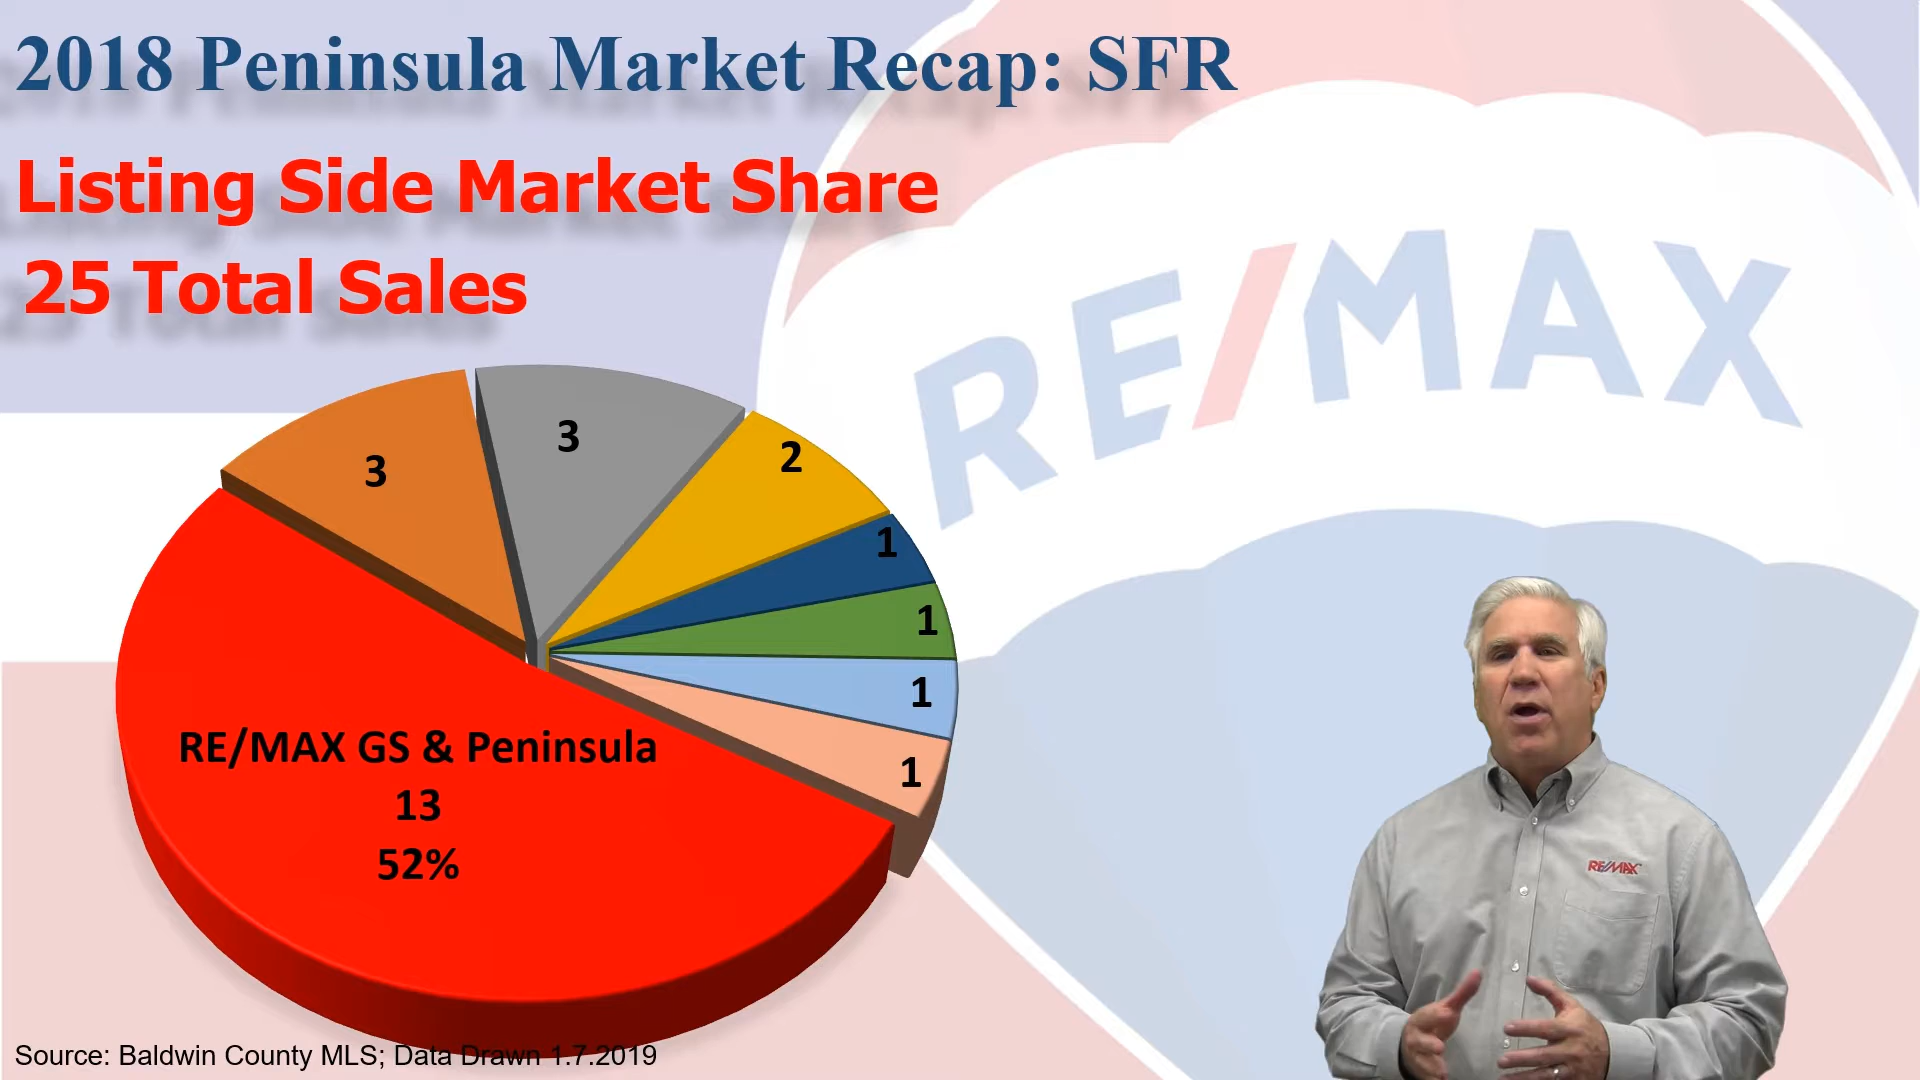 2018 Peninsula Market Recap: SFR
Listing Side Market Share
25 Total Sales
RE/MAX
3
3
2
1
1
1
1
RE/MAX GS & Peninsula
13
52%
RE/MAX
Source: Baldwin County MLS; Data Drawn 1.7.2019